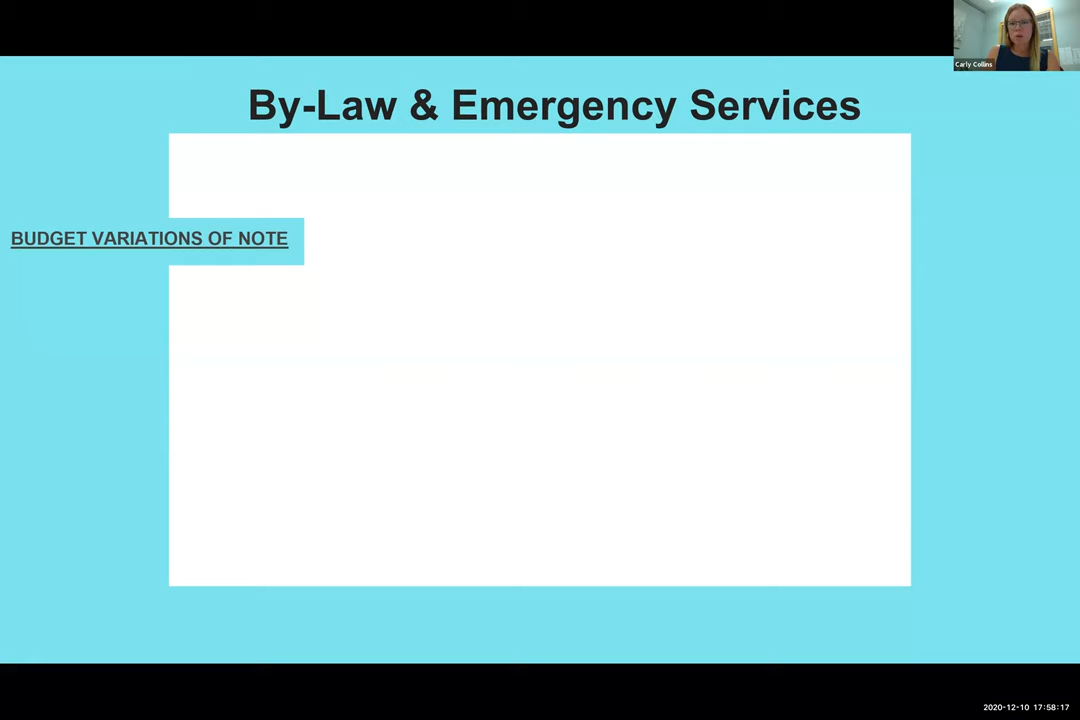 Carly Collins
By-Law & Emergency Services
BUDGET VARIATIONS OF NOTE
2020-12-10 17:58:17